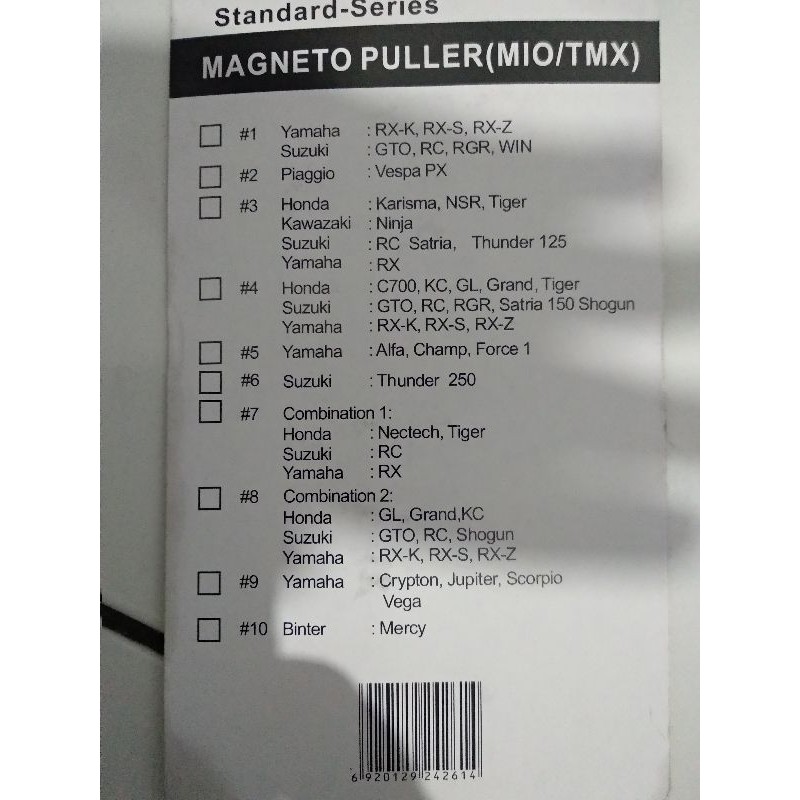 Standard-Series
MAGNETO PULLER(MIO/TMX)
#1 Yamaha : RX-K, RX-S, RX-Z
Suzuki : GTO, RC, RGR, WIN
#2 Piaggio : Vespa PX
#3 Honda : Karisma, NSR, Tiger
Kawazaki : Ninja
Suzuki : RC Satria, Thunder 125
Yamaha : RX
#4 Honda : C700, KC, GL, Grand, Tiger
Suzuki : GTO, RC, RGR, Satria 150 Shogun
Yamaha : RX-K, RX-S, RX-Z
#5 Yamaha : Alfa, Champ, Force 1
#6 Suzuki : Thunder 250
#7 Combination 1:
Honda : Nectech, Tiger
Suzuki : RC
Yamaha : RX
#8 Combination 2:
Honda : GL, Grand,KC
Suzuki : GTO, RC, Shogun
Yamaha : RX-K, RX-S, RX-Z
#9 Yamaha : Crypton, Jupiter, Scorpio
Vega
#10 Binter : Mercy
6 920129 242614